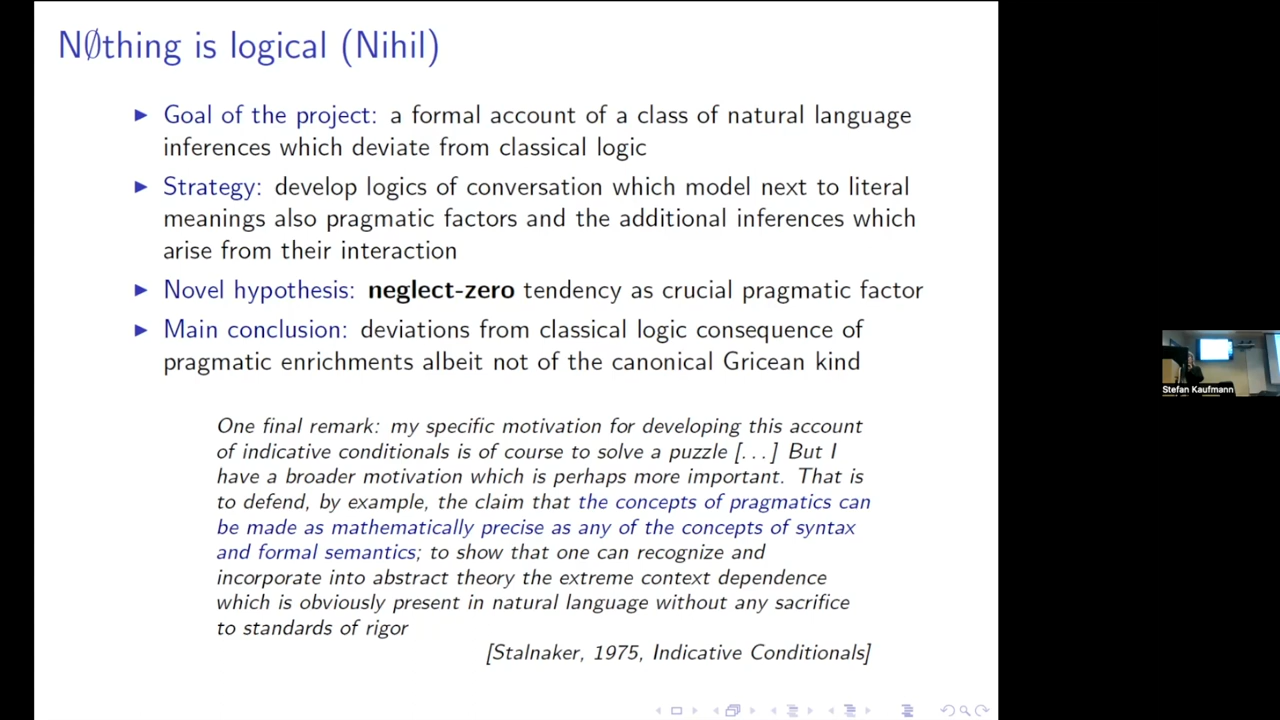 N∅thing is logical (Nihil)
▶ Goal of the project: a formal account of a class of natural language
inferences which deviate from classical logic
▶ Strategy: develop logics of conversation which model next to literal
meanings also pragmatic factors and the additional inferences which
arise from their interaction
▶ Novel hypothesis: neglect-zero tendency as crucial pragmatic factor
▶ Main conclusion: deviations from classical logic consequence of
pragmatic enrichments albeit not of the canonical Gricean kind
One final remark: my specific motivation for developing this account
of indicative conditionals is of course to solve a puzzle [...] But I
have a broader motivation which is perhaps more important. That is
to defend, by example, the claim that the concepts of pragmatics can
be made as mathematically precise as any of the concepts of syntax
and formal semantics; to show that one can recognize and
incorporate into abstract theory the extreme context dependence
which is obviously present in natural language without any sacrifice
to standards of rigor
[Stalnaker, 1975, Indicative Conditionals]
Stefan Kaufmann